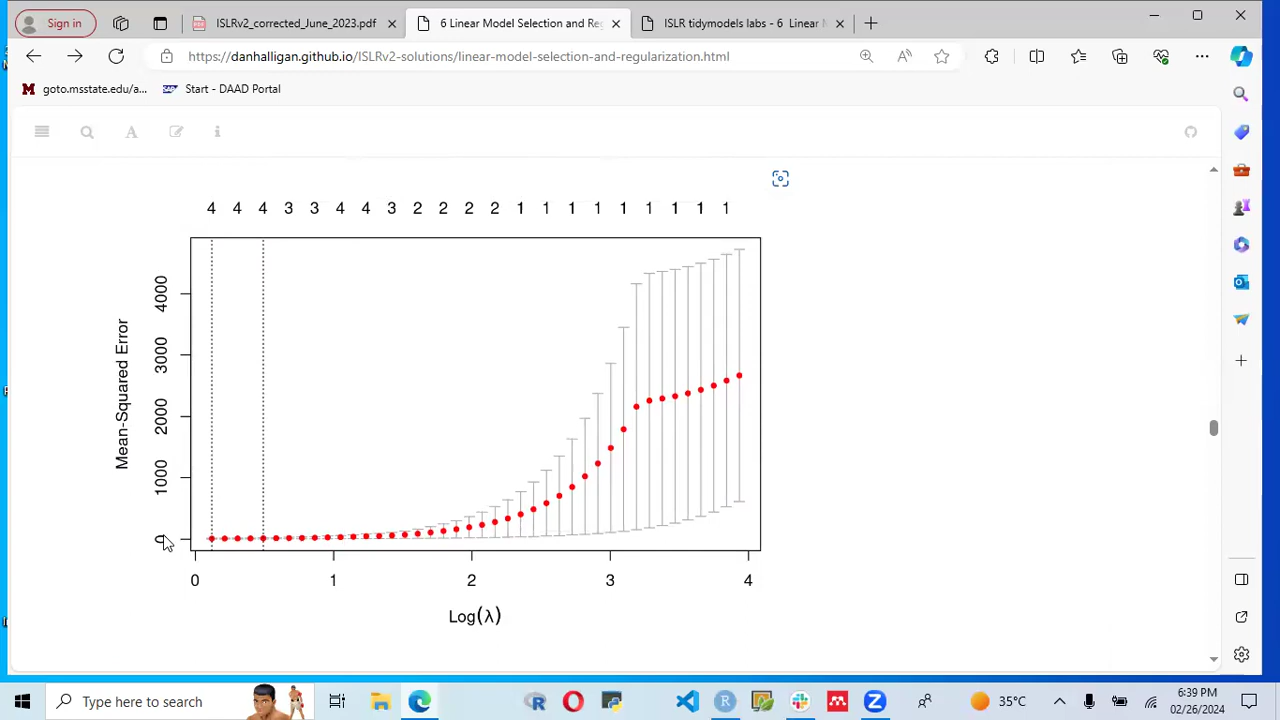 Sign in
ISLRv2_corrected_June_2023.pdf
6 Linear Model Selection and Re
ISLR tidymodels labs - 6 Linear M
https://danhalligan.github.io/ISLRv2-solutions/linear-model-selection-and-regularization.html
goto.msstate.edu/a...
Start - DAAD Portal
4 4 4 3 3 4 4 3 2 2 2 2 1 1 1 1 1 1 1 1 1
Mean-Squared Error
4000
3000
2000
1000
0
0 1 2 3 4
Log(λ)
Type here to search
35°C
6:39 PM
02/26/2024